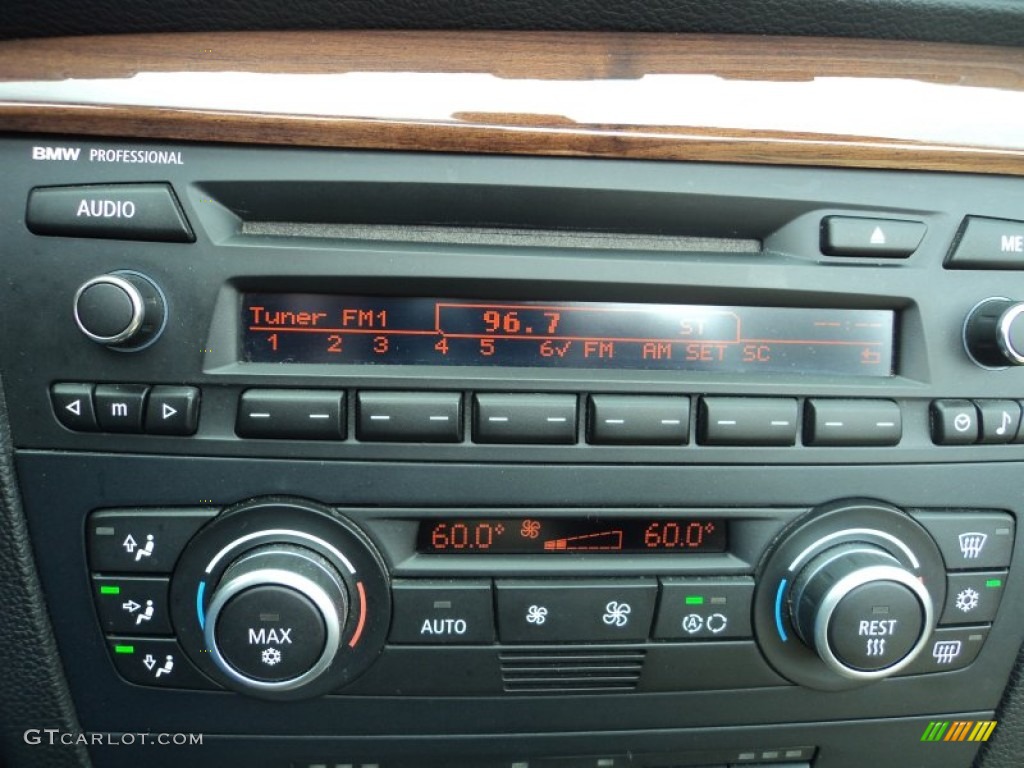 BMW PROFESSIONAL
AUDIO
ME
Tuner FM1 96.7 ST --:--
1 2 3 4 5 6√ FM AM SET SC
m
60.0° 60.0°
MAX
AUTO
A
REST
GTCARLOT.COM